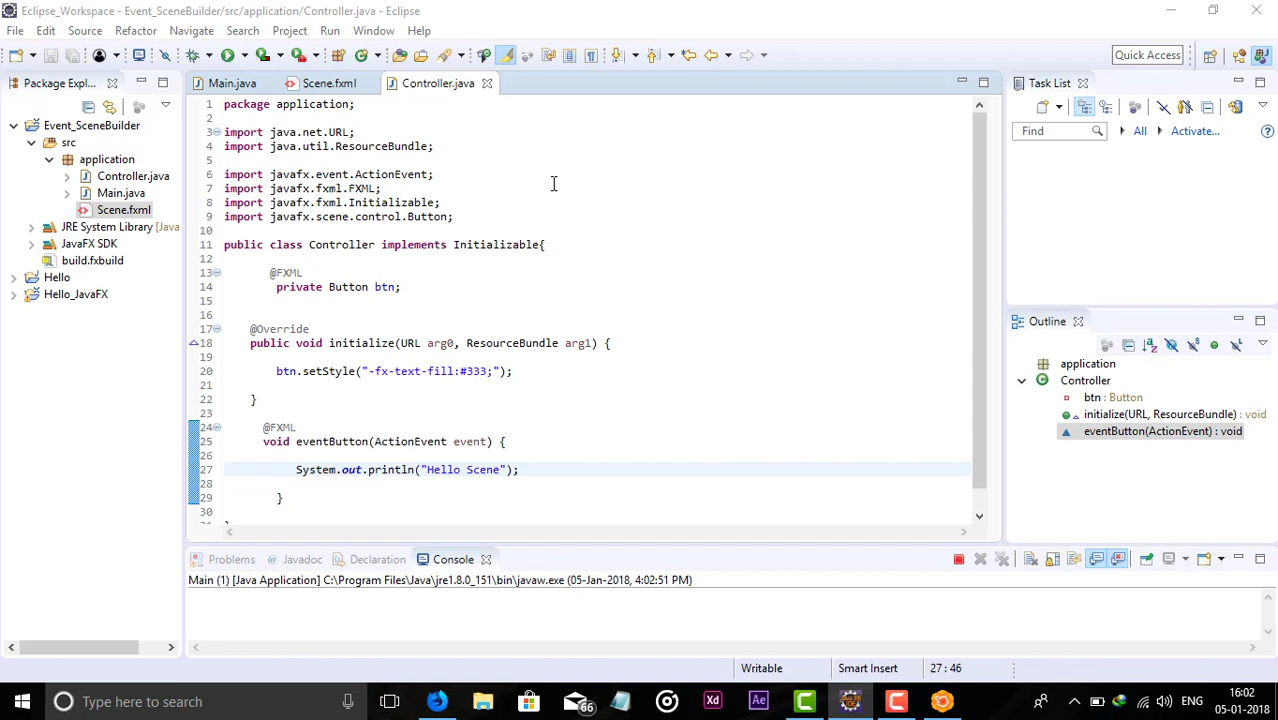 Eclipse_Workspace - Event_SceneBuilder/src/application/Controller.java - Eclipse
File Edit Source Refactor Navigate Search Project Run Window Help
Quick Access
Package Expl...
Main.java
Scene.fxml
Controller.java
Task List
Find
All
Activate...
Event_SceneBuilder
src
application
Controller.java
Main.java
Scene.fxml
JRE System Library [Java
JavaFX SDK
build.fxbuild
Hello
Hello_JavaFX
1 package application;
2
3 import java.net.URL;
4 import java.util.ResourceBundle;
5
6 import javafx.event.ActionEvent;
7 import javafx.fxml.FXML;
8 import javafx.fxml.Initializable;
9 import javafx.scene.control.Button;
10
11 public class Controller implements Initializable{
12
13 @FXML
14 private Button btn;
15
16
17 @Override
18 public void initialize(URL arg0, ResourceBundle arg1) {
19
20 btn.setStyle("-fx-text-fill:#333;");
21
22 }
23
24 @FXML
25 void eventButton(ActionEvent event) {
26
27 System.out.println("Hello Scene");
28
29 }
30
31 }
Outline
application
Controller
btn : Button
initialize(URL, ResourceBundle) : void
eventButton(ActionEvent) : void
Problems
Javadoc
Declaration
Console
Main (1) [Java Application] C:\Program Files\Java\jre1.8.0_151\bin\javaw.exe (05-Jan-2018, 4:02:51 PM)
Writable
Smart Insert
27 : 46
Type here to search
66
Xd
Ae
ENG
16:02
05-01-2018